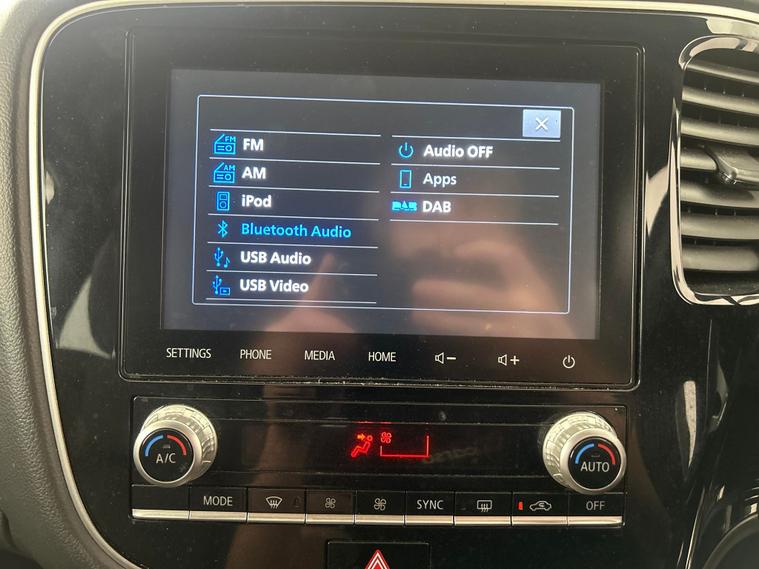 FM
AM
iPod
Bluetooth Audio
USB Audio
USB Video
Audio OFF
Apps
DAB
SETTINGS PHONE MEDIA HOME
A/C
AUTO
MODE SYNC OFF